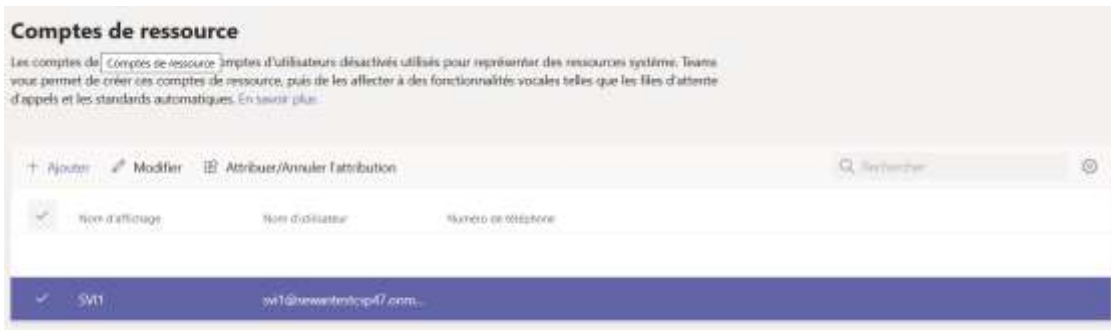 Comptes de ressource
Les comptes de Comptes de ressource omptes d'utilisateurs désactivés utilisés pour représenter des ressources système. Teams
vous permet de créer ces comptes de ressource, puis de les affecter à des fonctionnalités vocales telles que les files d'attente
d'appels et les standards automatiques. En savoir plus
+ Ajouter Modifier Attribuer/Annuler l'attribution Rechercher
Nom d'affichage Nom d'utilisateur Numéro de téléphone
SVI1 svi1@sewantestcsp47.onm...